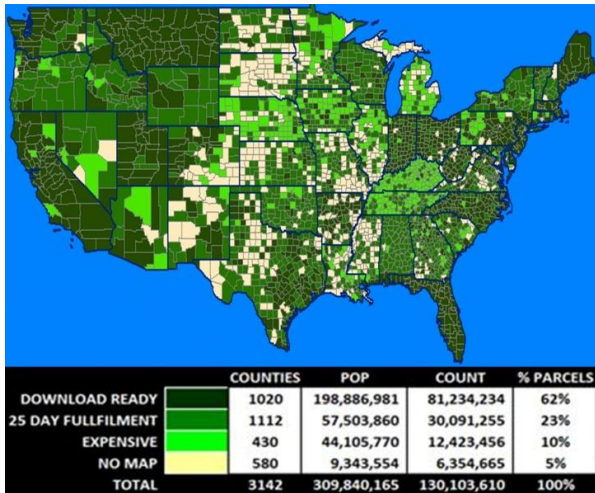 COUNTIES POP COUNT % PARCELS
DOWNLOAD READY 1020 198,886,981 81,234,234 62%
25 DAY FULLFILMENT 1112 57,503,860 30,091,255 23%
EXPENSIVE 430 44,105,770 12,423,456 10%
NO MAP 580 9,343,554 6,354,665 5%
TOTAL 3142 309,840,165 130,103,610 100%